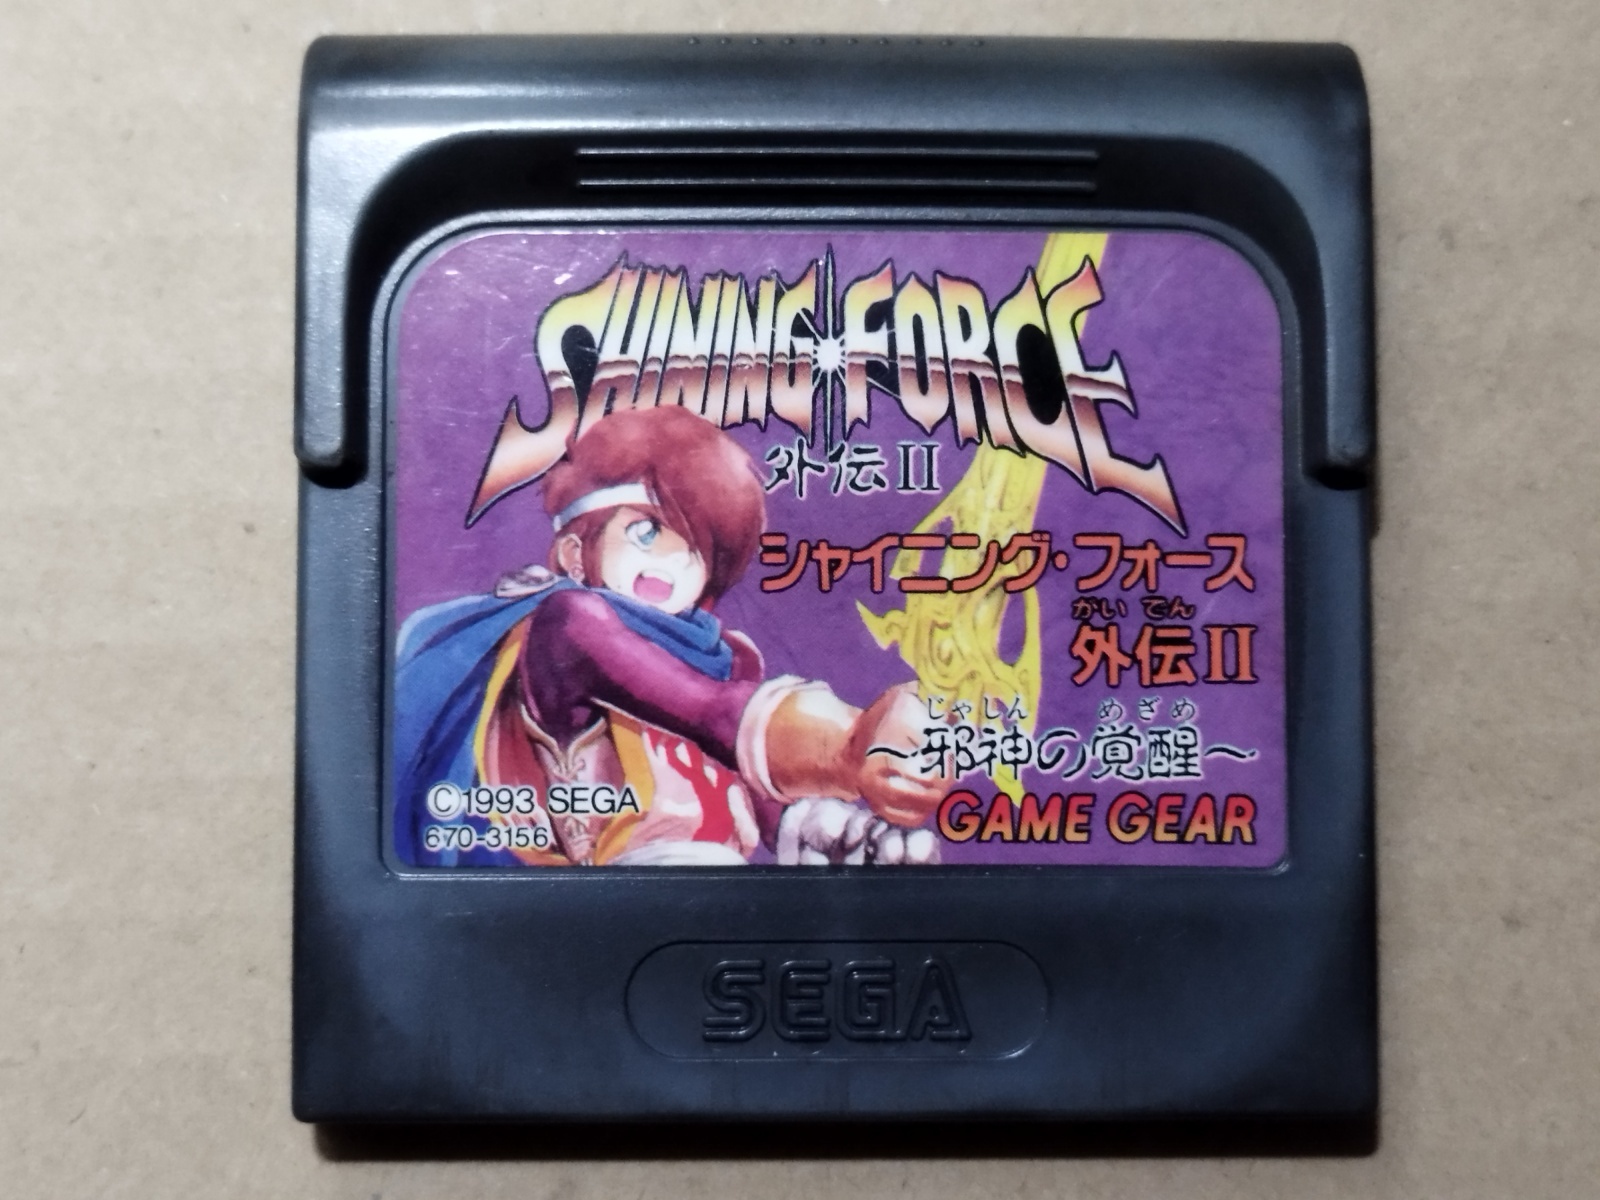 SHINING FORCE
外伝II
シャイニング・フォース
がいでん
外伝II
じゃしん めざめ
～邪神の覚醒～
©1993 SEGA
GAME GEAR
670-3156
SEGA